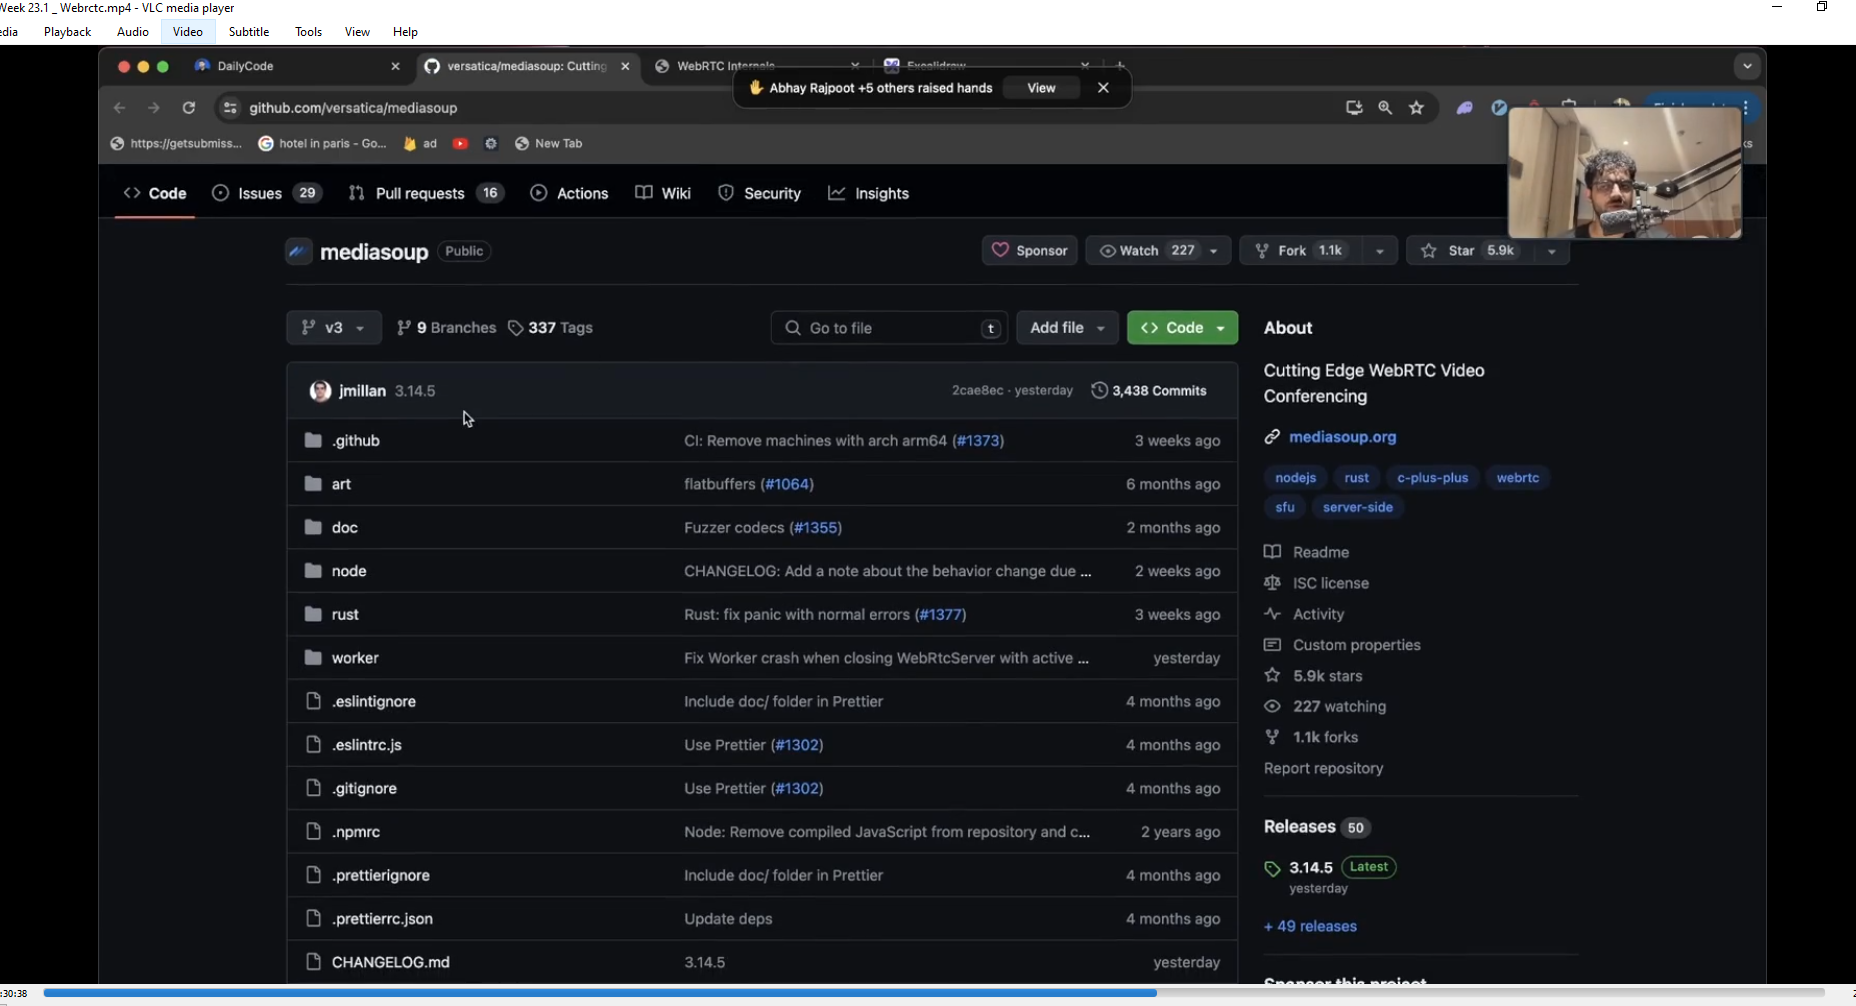 Week 23.1 _ Webrctc.mp4 - VLC media player
edia Playback Audio Video Subtitle Tools View Help
DailyCode
versatica/mediasoup: Cutting
WebRTC Internals
Excalidraw
Abhay Rajpoot +5 others raised hands View
github.com/versatica/mediasoup
https://getsubmiss... hotel in paris - Go... ad New Tab
Code Issues 29 Pull requests 16 Actions Wiki Security Insights
mediasoup Public Sponsor Watch 227 Fork 1.1k Star 5.9k
v3 9 Branches 337 Tags Go to file t Add file Code
jmillan 3.14.5 2cae8ec · yesterday 3,438 Commits
.github CI: Remove machines with arch arm64 (#1373) 3 weeks ago
art flatbuffers (#1064) 6 months ago
doc Fuzzer codecs (#1355) 2 months ago
node CHANGELOG: Add a note about the behavior change due ... 2 weeks ago
rust Rust: fix panic with normal errors (#1377) 3 weeks ago
worker Fix Worker crash when closing WebRtcServer with active ... yesterday
.eslintignore Include doc/ folder in Prettier 4 months ago
.eslintrc.js Use Prettier (#1302) 4 months ago
.gitignore Use Prettier (#1302) 4 months ago
.npmrc Node: Remove compiled JavaScript from repository and c... 2 years ago
.prettierignore Include doc/ folder in Prettier 4 months ago
.prettierrc.json Update deps 4 months ago
CHANGELOG.md 3.14.5 yesterday
About
Cutting Edge WebRTC Video
Conferencing
mediasoup.org
nodejs rust c-plus-plus webrtc
sfu server-side
Readme
ISC license
Activity
Custom properties
5.9k stars
227 watching
1.1k forks
Report repository
Releases 50
3.14.5 Latest
yesterday
+ 49 releases
Sponsor this project
:30:38